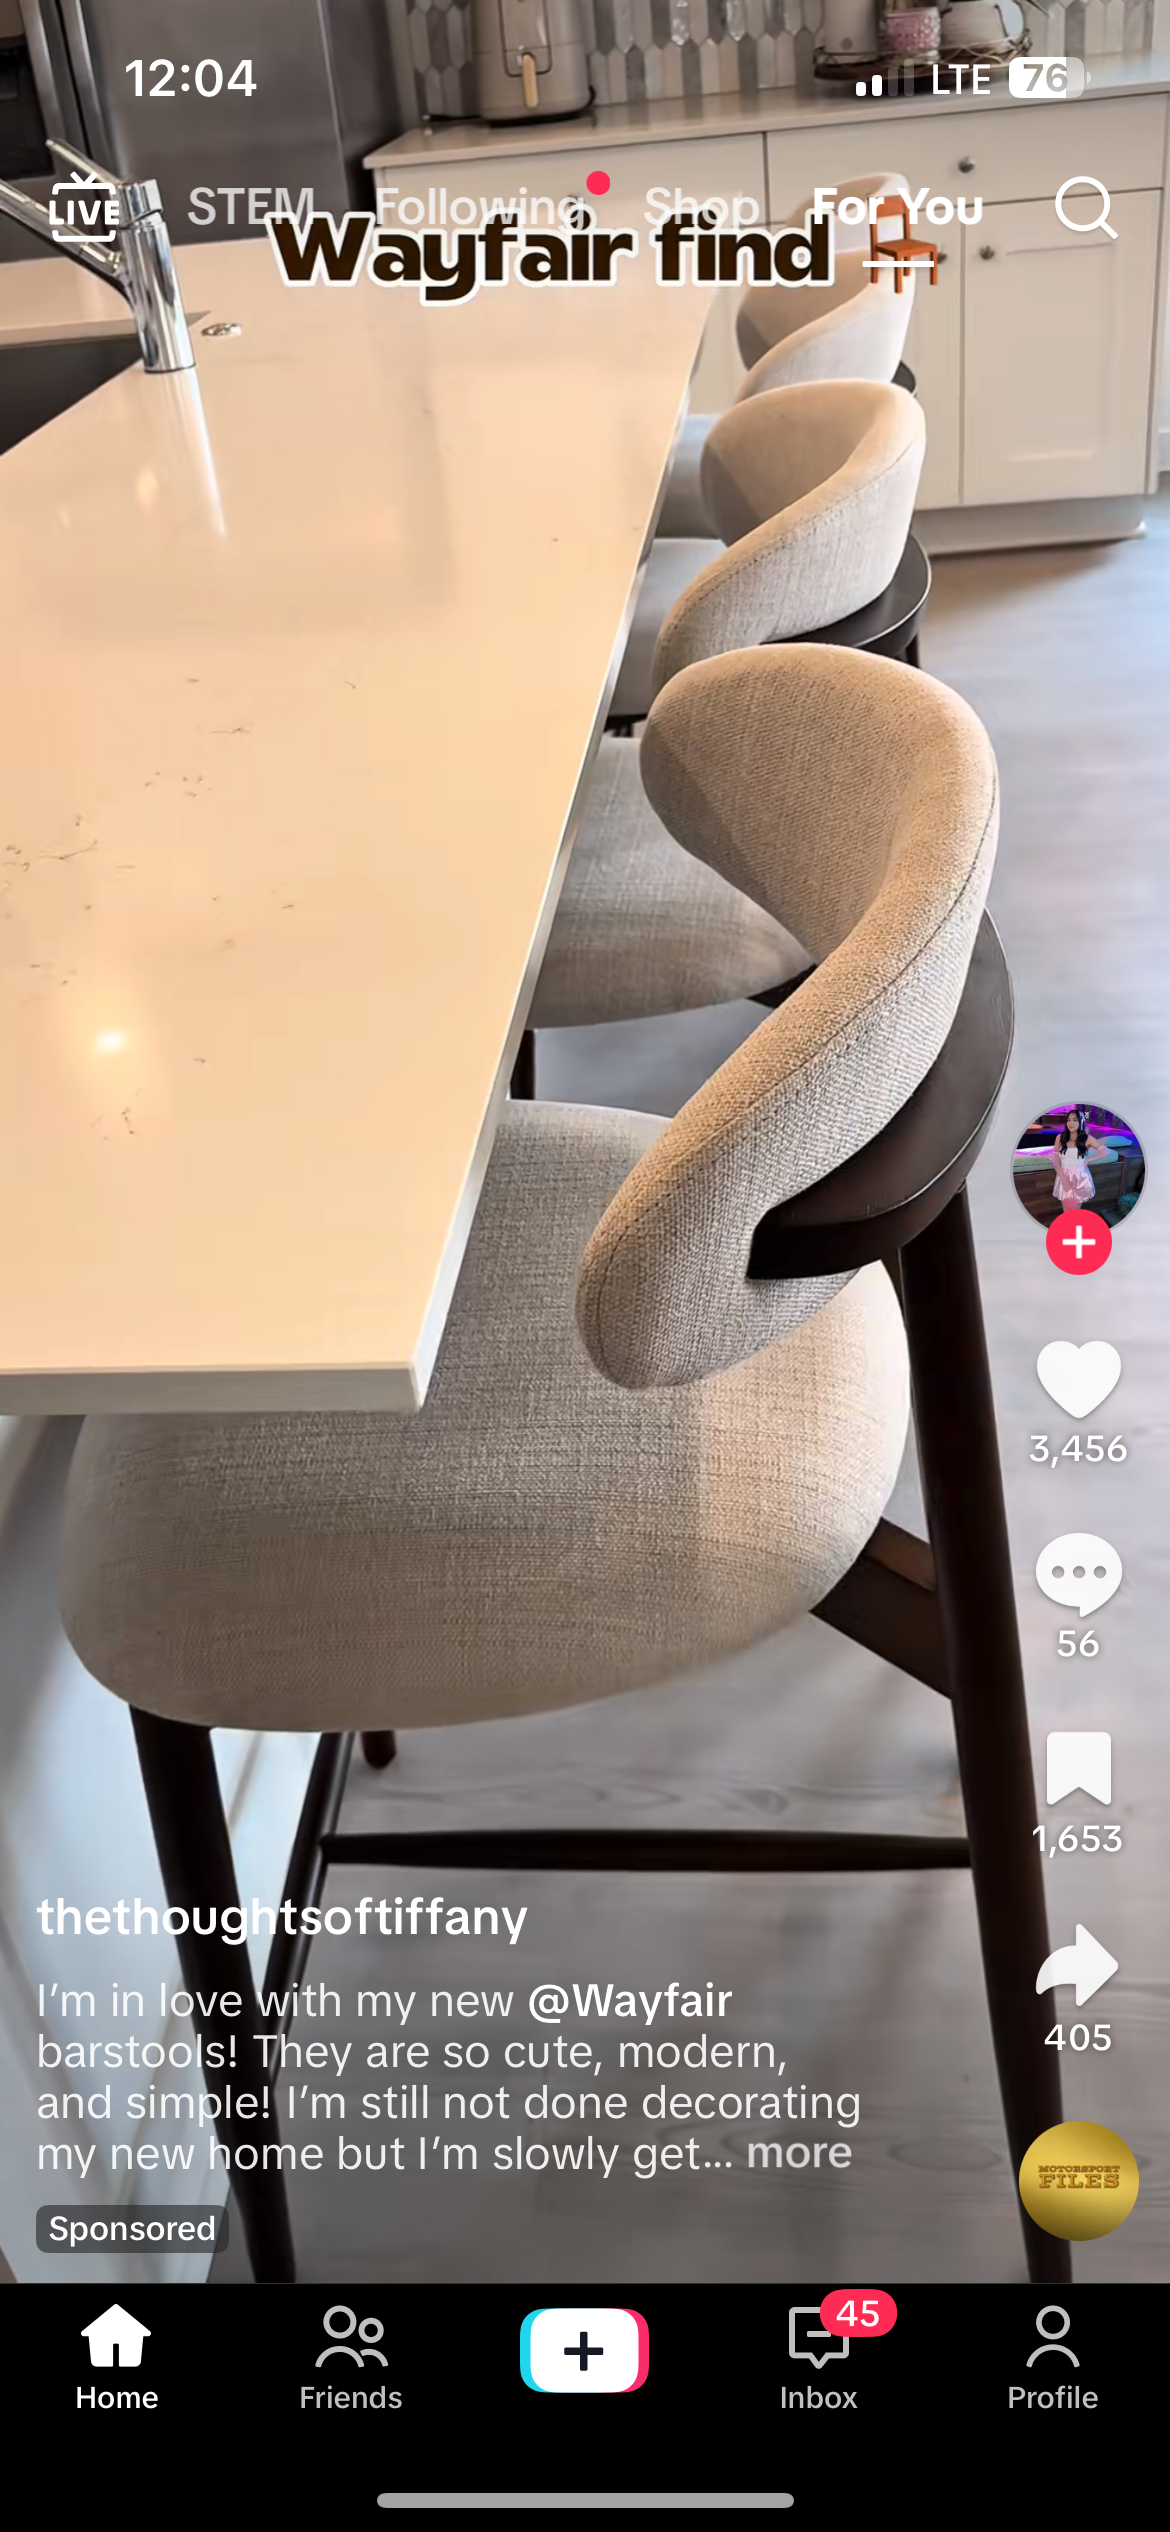 12:04
LTE 76
LIVE STEM Following Shop For You
Wayfair find
3,456
56
1,653
405
thethoughtsoftiffany
I’m in love with my new @Wayfair
barstools! They are so cute, modern,
and simple! I’m still not done decorating
my new home but I’m slowly get... more
MOTORSPORT
FILES
Sponsored
45
Home Friends Inbox Profile